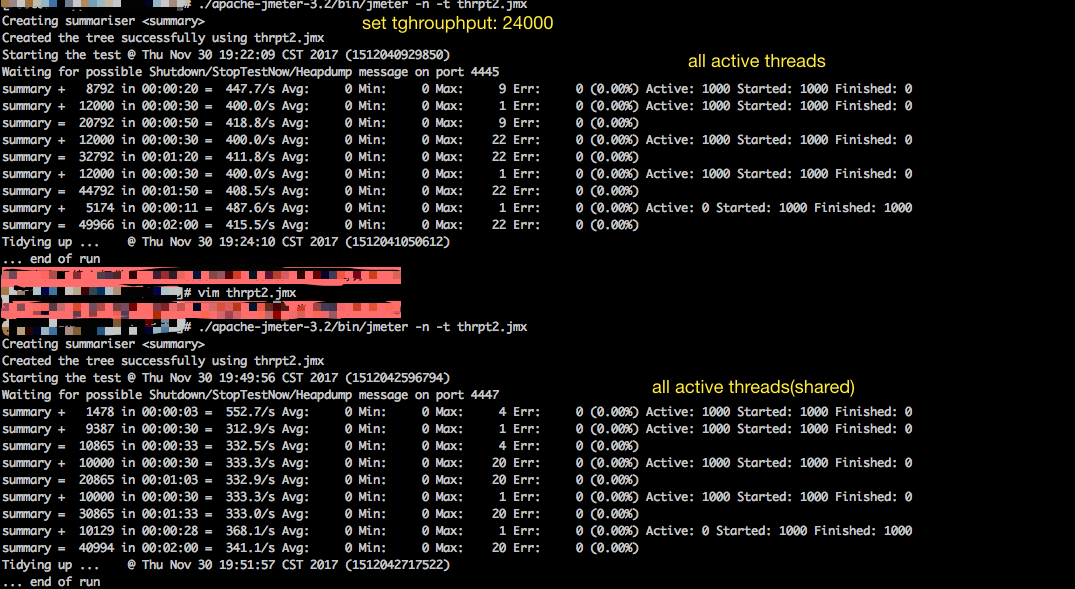 # ./apache-jmeter-3.2/bin/jmeter -n -t thrpt2.jmx
Creating summariser <summary>
set tghrouphput: 24000
Created the tree successfully using thrpt2.jmx
Starting the test @ Thu Nov 30 19:22:09 CST 2017 (1512040929850)
all active threads
Waiting for possible Shutdown/StopTestNow/Heapdump message on port 4445
summary +   8792 in 00:00:20 =  447.7/s Avg:     0 Min:     0 Max:     9 Err:     0 (0.00%) Active: 1000 Started: 1000 Finished: 0
summary +  12000 in 00:00:30 =  400.0/s Avg:     0 Min:     0 Max:     1 Err:     0 (0.00%) Active: 1000 Started: 1000 Finished: 0
summary =  20792 in 00:00:50 =  418.8/s Avg:     0 Min:     0 Max:     9 Err:     0 (0.00%)
summary +  12000 in 00:00:30 =  400.0/s Avg:     0 Min:     0 Max:    22 Err:     0 (0.00%) Active: 1000 Started: 1000 Finished: 0
summary =  32792 in 00:01:20 =  411.8/s Avg:     0 Min:     0 Max:    22 Err:     0 (0.00%)
summary +  12000 in 00:00:30 =  400.0/s Avg:     0 Min:     0 Max:     1 Err:     0 (0.00%) Active: 1000 Started: 1000 Finished: 0
summary =  44792 in 00:01:50 =  408.5/s Avg:     0 Min:     0 Max:    22 Err:     0 (0.00%)
summary +   5174 in 00:00:11 =  487.6/s Avg:     0 Min:     0 Max:     1 Err:     0 (0.00%) Active: 0 Started: 1000 Finished: 1000
summary =  49966 in 00:02:00 =  415.5/s Avg:     0 Min:     0 Max:    22 Err:     0 (0.00%)
Tidying up ...    @ Thu Nov 30 19:24:10 CST 2017 (1512041050612)
... end of run
# vim thrpt2.jmx
# ./apache-jmeter-3.2/bin/jmeter -n -t thrpt2.jmx
Creating summariser <summary>
Created the tree successfully using thrpt2.jmx
Starting the test @ Thu Nov 30 19:49:56 CST 2017 (1512042596794)
all active threads(shared)
Waiting for possible Shutdown/StopTestNow/Heapdump message on port 4447
summary +   1478 in 00:00:03 =  552.7/s Avg:     0 Min:     0 Max:     4 Err:     0 (0.00%) Active: 1000 Started: 1000 Finished: 0
summary +   9387 in 00:00:30 =  312.9/s Avg:     0 Min:     0 Max:     1 Err:     0 (0.00%) Active: 1000 Started: 1000 Finished: 0
summary =  10865 in 00:00:33 =  332.5/s Avg:     0 Min:     0 Max:     4 Err:     0 (0.00%)
summary +  10000 in 00:00:30 =  333.3/s Avg:     0 Min:     0 Max:    20 Err:     0 (0.00%) Active: 1000 Started: 1000 Finished: 0
summary =  20865 in 00:01:03 =  332.9/s Avg:     0 Min:     0 Max:    20 Err:     0 (0.00%)
summary +  10000 in 00:00:30 =  333.3/s Avg:     0 Min:     0 Max:     1 Err:     0 (0.00%) Active: 1000 Started: 1000 Finished: 0
summary =  30865 in 00:01:33 =  333.0/s Avg:     0 Min:     0 Max:    20 Err:     0 (0.00%)
summary +  10129 in 00:00:28 =  368.1/s Avg:     0 Min:     0 Max:     1 Err:     0 (0.00%) Active: 0 Started: 1000 Finished: 1000
summary =  40994 in 00:02:00 =  341.1/s Avg:     0 Min:     0 Max:    20 Err:     0 (0.00%)
Tidying up ...    @ Thu Nov 30 19:51:57 CST 2017 (1512042717522)
... end of run